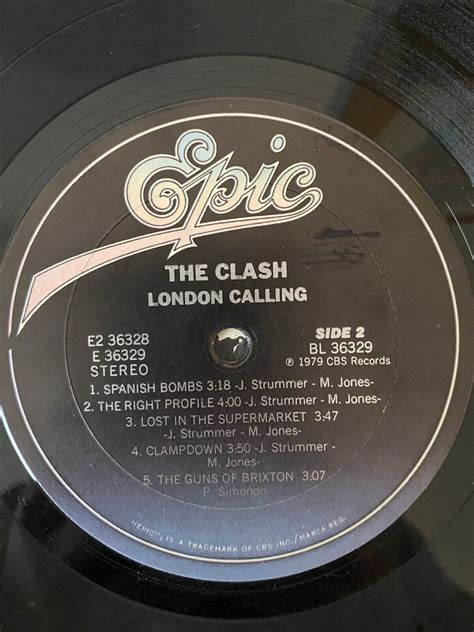 Epic
THE CLASH
LONDON CALLING
E2 36328
E 36329
STEREO
SIDE 2
BL 36329
℗ 1979 CBS Records
1. SPANISH BOMBS 3:18 -J. Strummer - M. Jones-
2. THE RIGHT PROFILE 4:00 -J. Strummer - M. Jones-
3. LOST IN THE SUPERMARKET 3:47
-J. Strummer - M. Jones-
4. CLAMPDOWN 3:50 -J. Strummer -
M. Jones-
5. THE GUNS OF BRIXTON 3:07
-P. Simonon-
"EPIC", IS A TRADEMARK OF CBS INC./ MARCA REG.